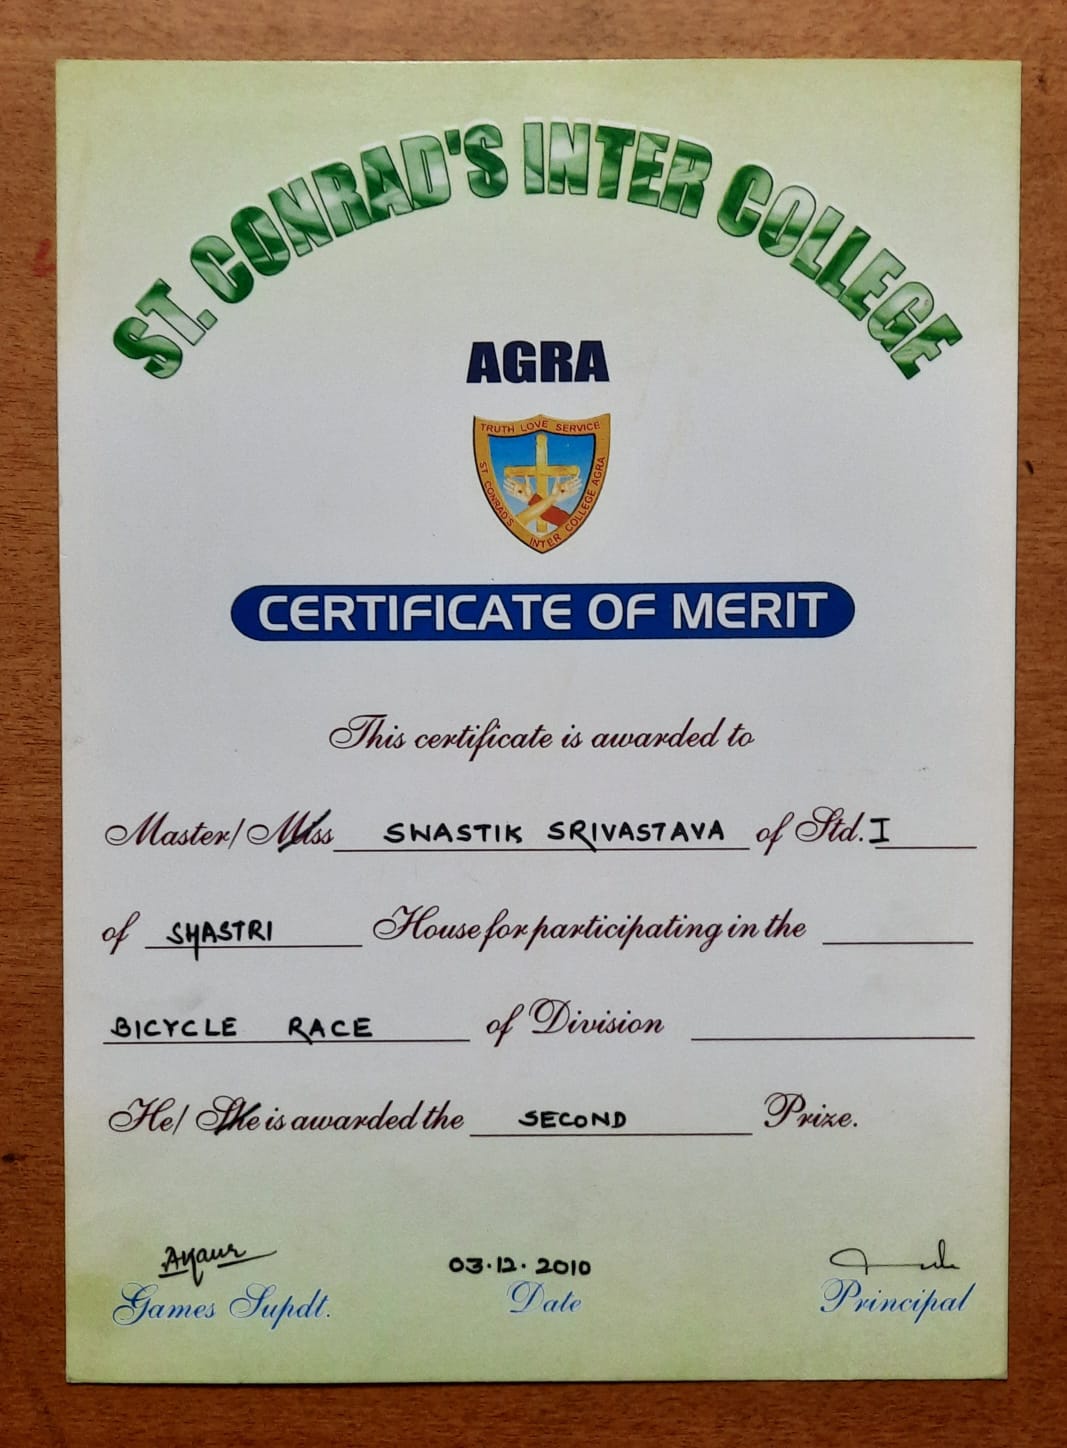 ST. CONRAD'S INTER COLLEGE
AGRA
TRUTH LOVE SERVICE
ST CONRAD'S INTER COLLEGE AGRA
CERTIFICATE OF MERIT
This certificate is awarded to
Master/ Miss SWASTIK SRIVASTAVA of Std. I
of SHASTRI House for participating in the
BICYCLE RACE of Division
He/ She is awarded the SECOND Prize.
AKaur 03.12.2010
Games Supdt. Date Principal